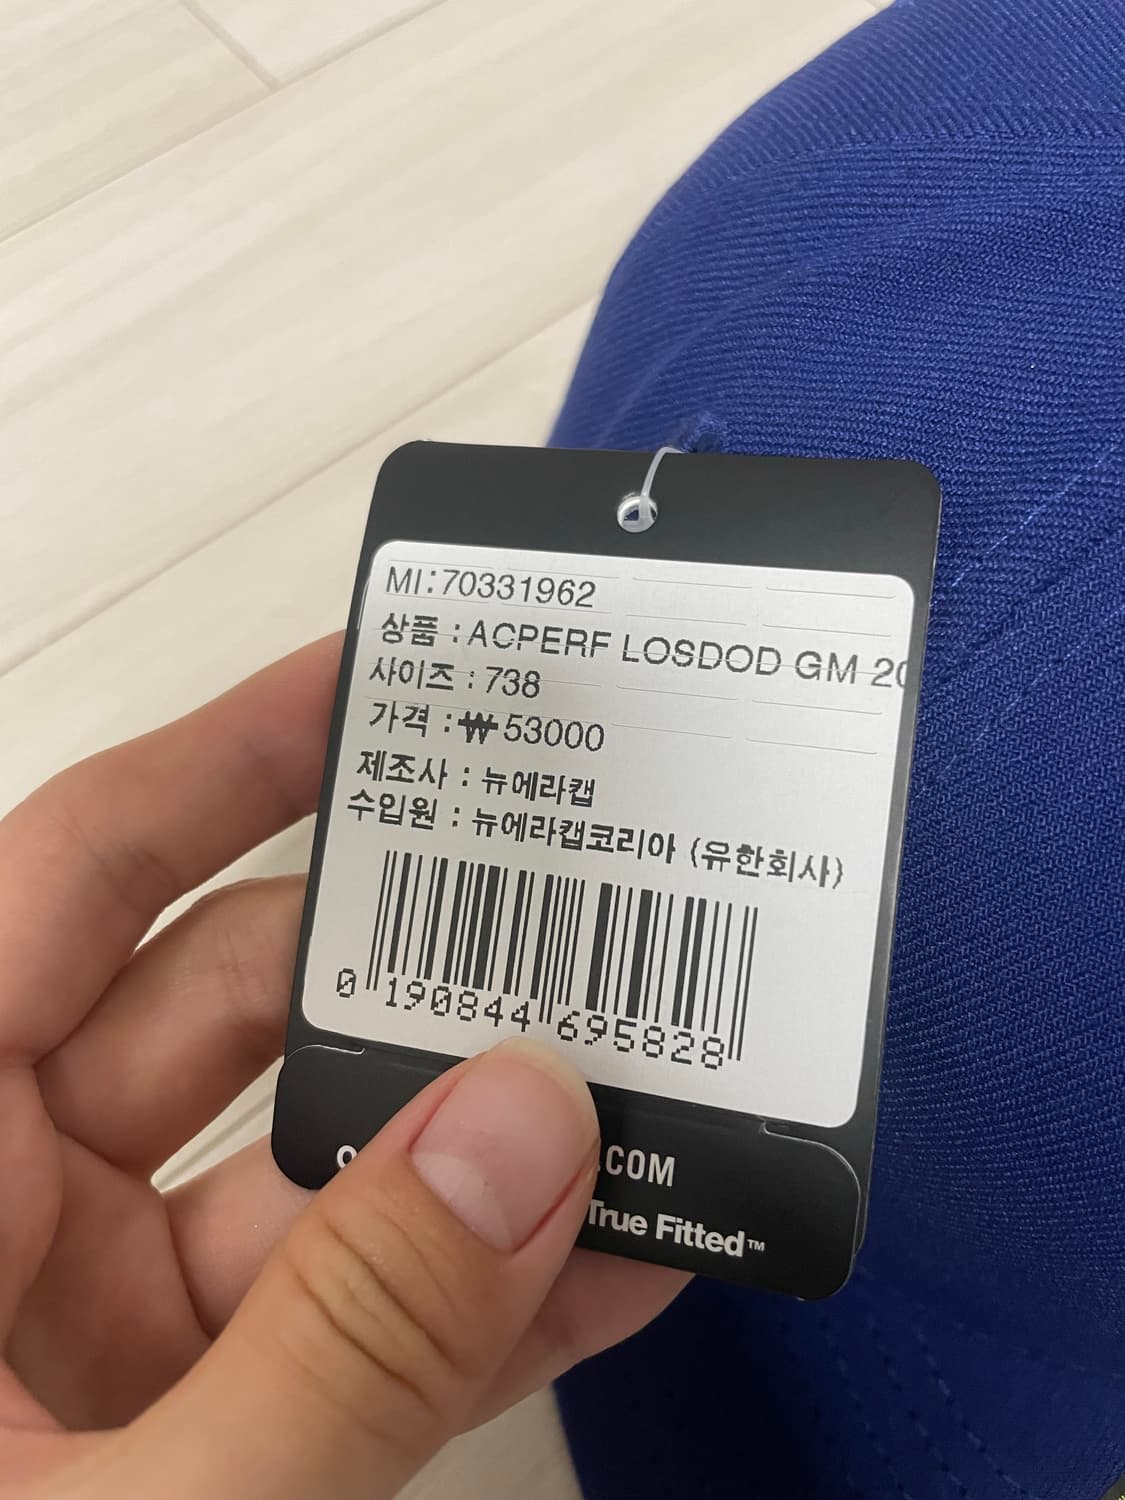 MI:70331962
상품 : ACPERF LOSDOD GM 20
사이즈 : 738
가격 : ₩53000
제조사 : 뉴에라캡
수입원 : 뉴에라캡코리아 (유한회사)
0 190844 695828
.COM
True Fitted™